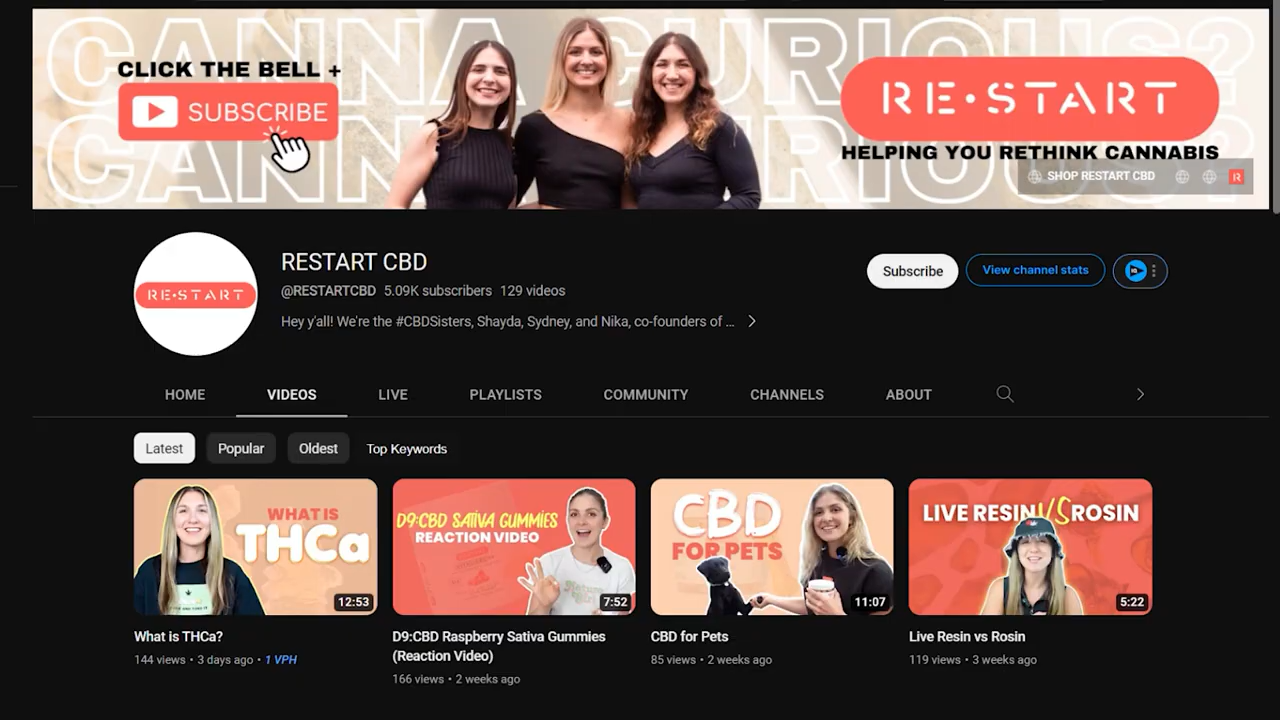 CANNA CURIOUS?
CANNA CURIOUS?
CLICK THE BELL +
SUBSCRIBE
RE•START
HELPING YOU RETHINK CANNABIS
SHOP RESTART CBD
R
RE•START
RESTART CBD
@RESTARTCBD 5.09K subscribers 129 videos
Hey y'all! We're the #CBDSisters, Shayda, Sydney, and Nika, co-founders of ...
Subscribe
View channel stats
HOME VIDEOS LIVE PLAYLISTS COMMUNITY CHANNELS ABOUT
Latest Popular Oldest Top Keywords
WHAT IS
THCa
12:53
D9:CBD SATIVA GUMMIES
REACTION VIDEO
7:52
CBD
FOR PETS
11:07
LIVE RESIN VS ROSIN
5:22
What is THCa?
144 views • 3 days ago • 1 VPH
D9:CBD Raspberry Sativa Gummies
(Reaction Video)
166 views • 2 weeks ago
CBD for Pets
85 views • 2 weeks ago
Live Resin vs Rosin
119 views • 3 weeks ago